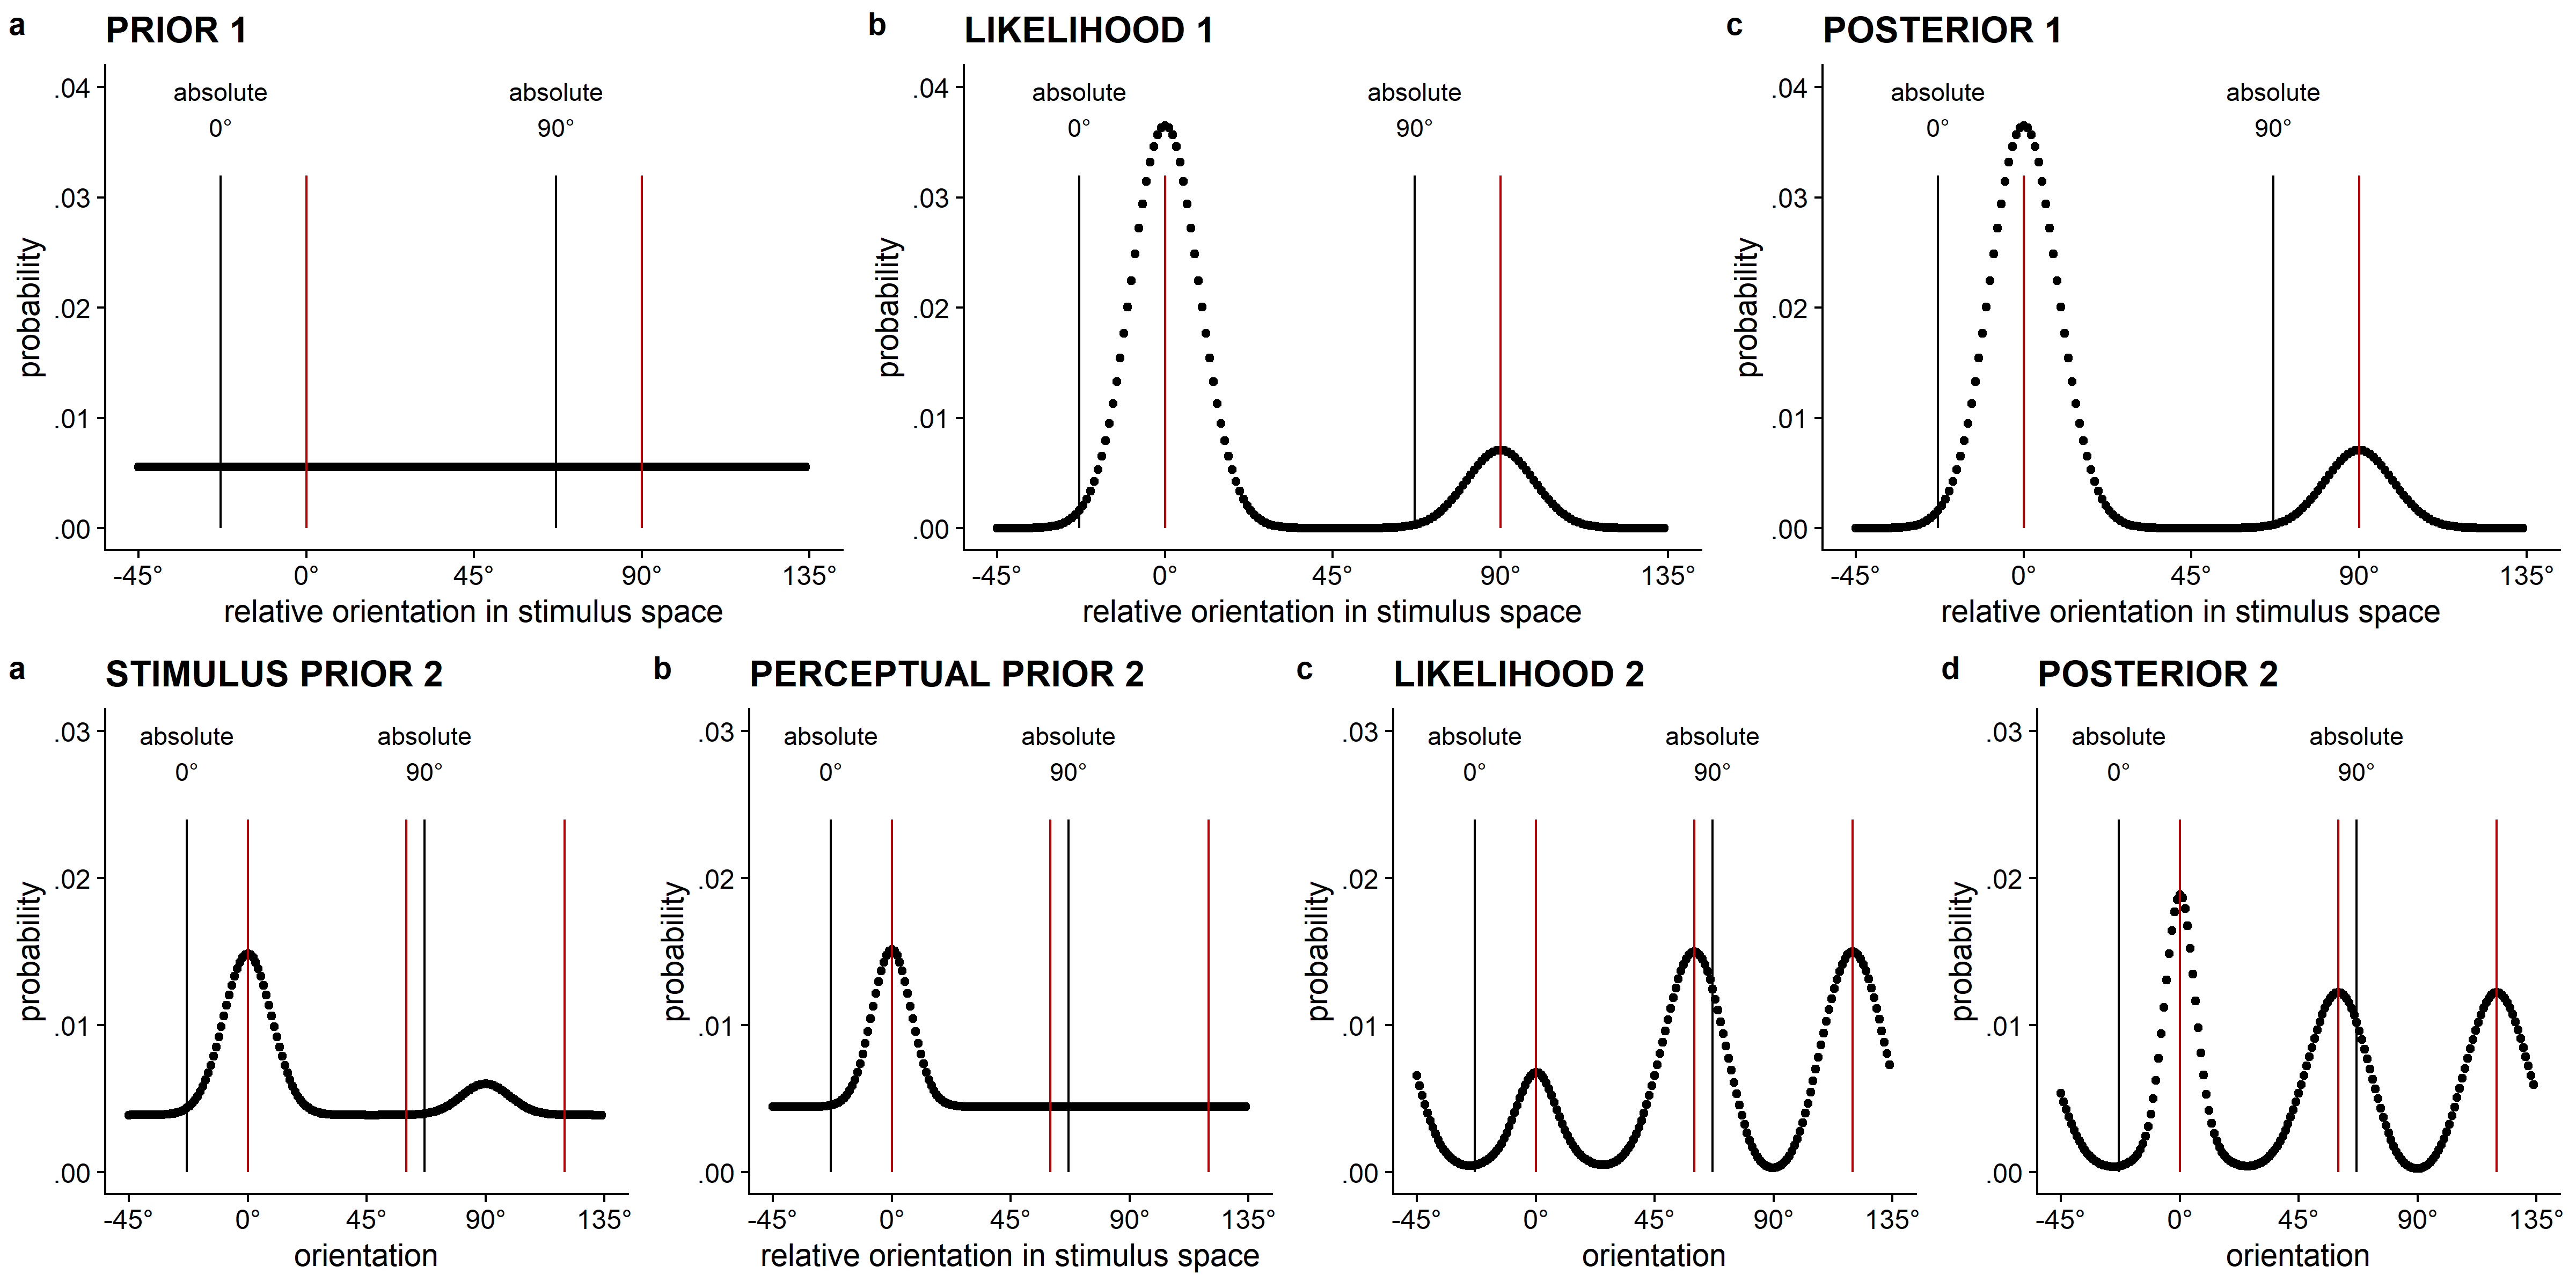 a PRIOR 1
absolute absolute
0° 90°
.04
.03
.02
.01
.00
probability
-45° 0° 45° 90° 135°
relative orientation in stimulus space
b LIKELIHOOD 1
absolute absolute
0° 90°
.04
.03
.02
.01
.00
probability
-45° 0° 45° 90° 135°
relative orientation in stimulus space
c POSTERIOR 1
absolute absolute
0° 90°
.04
.03
.02
.01
.00
probability
-45° 0° 45° 90° 135°
relative orientation in stimulus space
a STIMULUS PRIOR 2
absolute absolute
0° 90°
.03
.02
.01
.00
probability
-45° 0° 45° 90° 135°
orientation
b PERCEPTUAL PRIOR 2
absolute absolute
0° 90°
.03
.02
.01
.00
probability
-45° 0° 45° 90° 135°
relative orientation in stimulus space
c LIKELIHOOD 2
absolute absolute
0° 90°
.03
.02
.01
.00
probability
-45° 0° 45° 90° 135°
orientation
d POSTERIOR 2
absolute absolute
0° 90°
.03
.02
.01
.00
probability
-45° 0° 45° 90° 135°
orientation